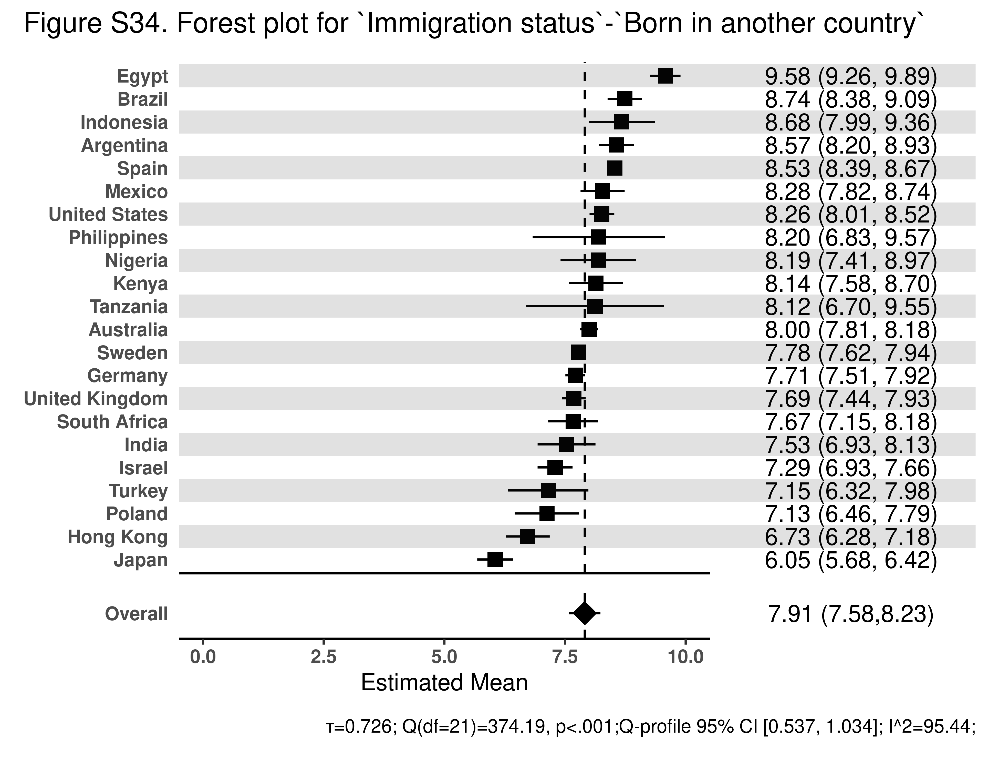 Figure S34. Forest plot for `Immigration status`-`Born in another country`
Egypt 9.58 (9.26, 9.89)
Brazil 8.74 (8.38, 9.09)
Indonesia 8.68 (7.99, 9.36)
Argentina 8.57 (8.20, 8.93)
Spain 8.53 (8.39, 8.67)
Mexico 8.28 (7.82, 8.74)
United States 8.26 (8.01, 8.52)
Philippines 8.20 (6.83, 9.57)
Nigeria 8.19 (7.41, 8.97)
Kenya 8.14 (7.58, 8.70)
Tanzania 8.12 (6.70, 9.55)
Australia 8.00 (7.81, 8.18)
Sweden 7.78 (7.62, 7.94)
Germany 7.71 (7.51, 7.92)
United Kingdom 7.69 (7.44, 7.93)
South Africa 7.67 (7.15, 8.18)
India 7.53 (6.93, 8.13)
Israel 7.29 (6.93, 7.66)
Turkey 7.15 (6.32, 7.98)
Poland 7.13 (6.46, 7.79)
Hong Kong 6.73 (6.28, 7.18)
Japan 6.05 (5.68, 6.42)
Overall 7.91 (7.58,8.23)
0.0 2.5 5.0 7.5 10.0
Estimated Mean
τ=0.726; Q(df=21)=374.19, p<.001;Q-profile 95% CI [0.537, 1.034]; I^2=95.44;